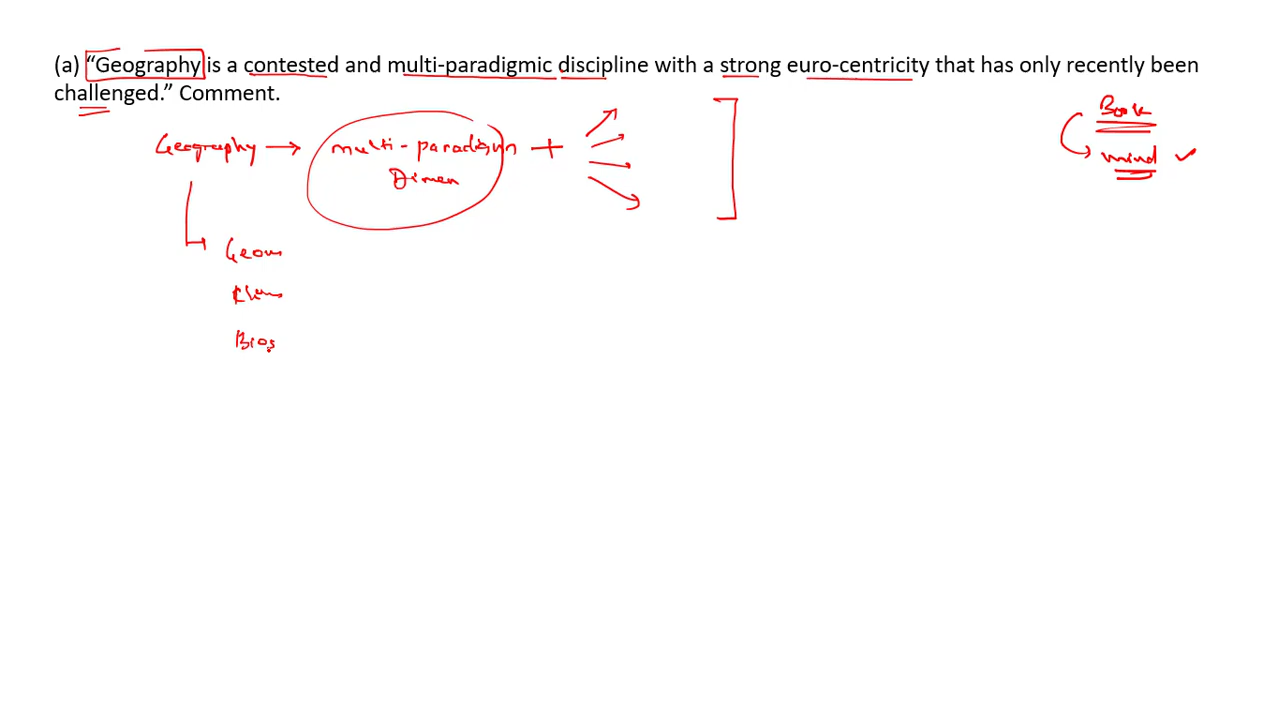 (a) “Geography is a contested and multi-paradigmic discipline with a strong euro-centricity that has only recently been
challenged.” Comment.
Book
mind
Geography → multi-paradigm +
Dimen
Geom
Bios